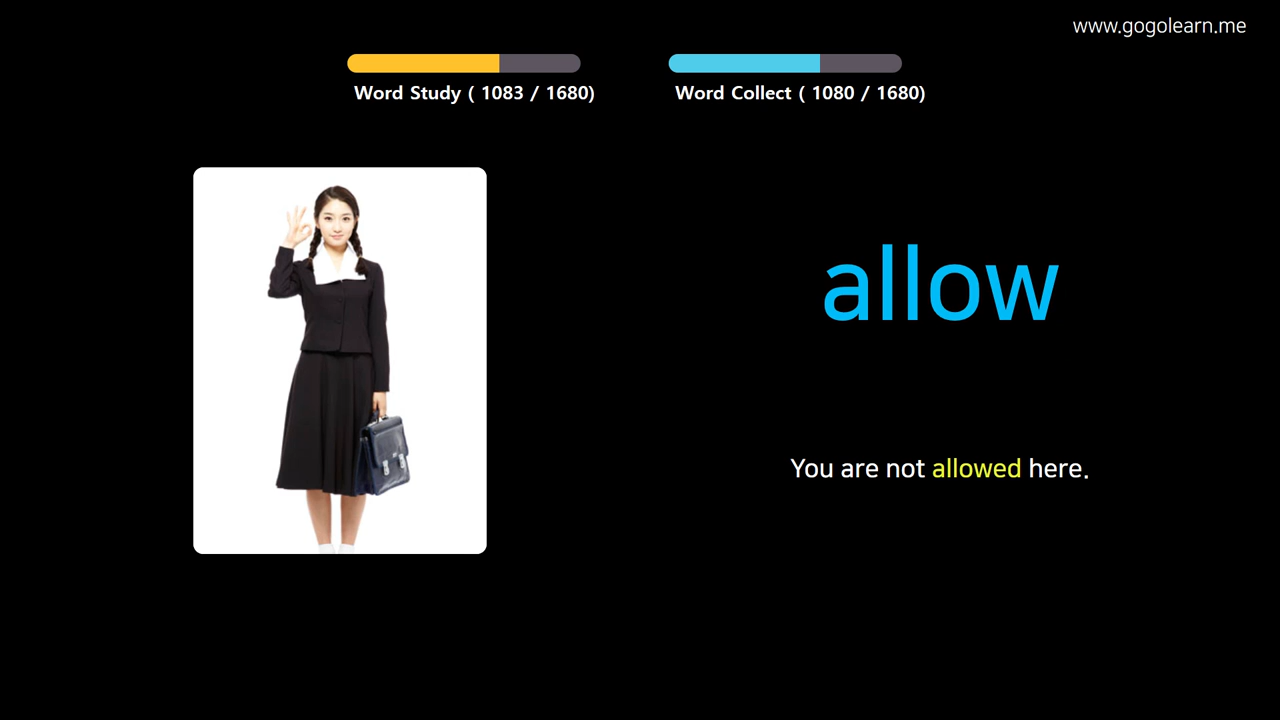 www.gogolearn.me
Word Study ( 1083 / 1680)
Word Collect ( 1080 / 1680)
allow
You are not allowed here.